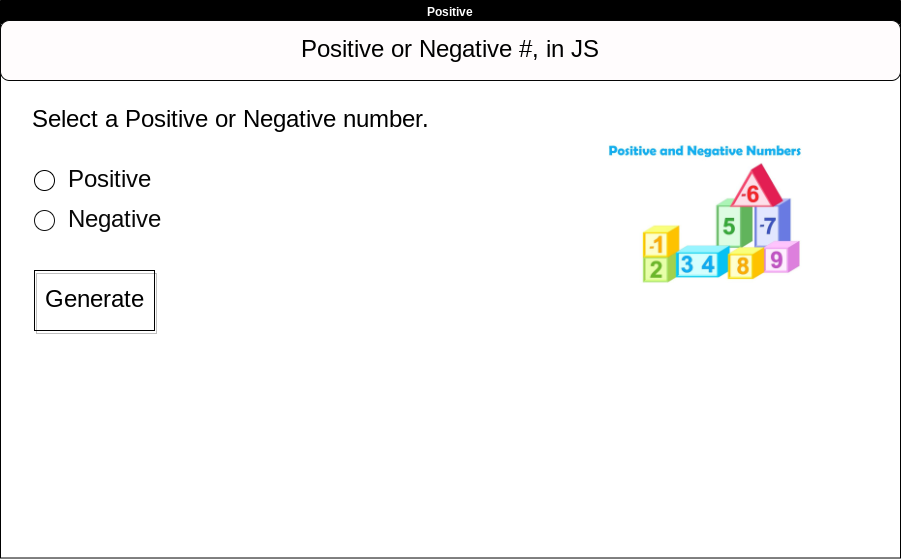 Positive
Positive or Negative #, in JS
Select a Positive or Negative number.
Positive and Negative Numbers
Positive
Negative
-6
5 -7
-1
2 3 4 8 9
Generate